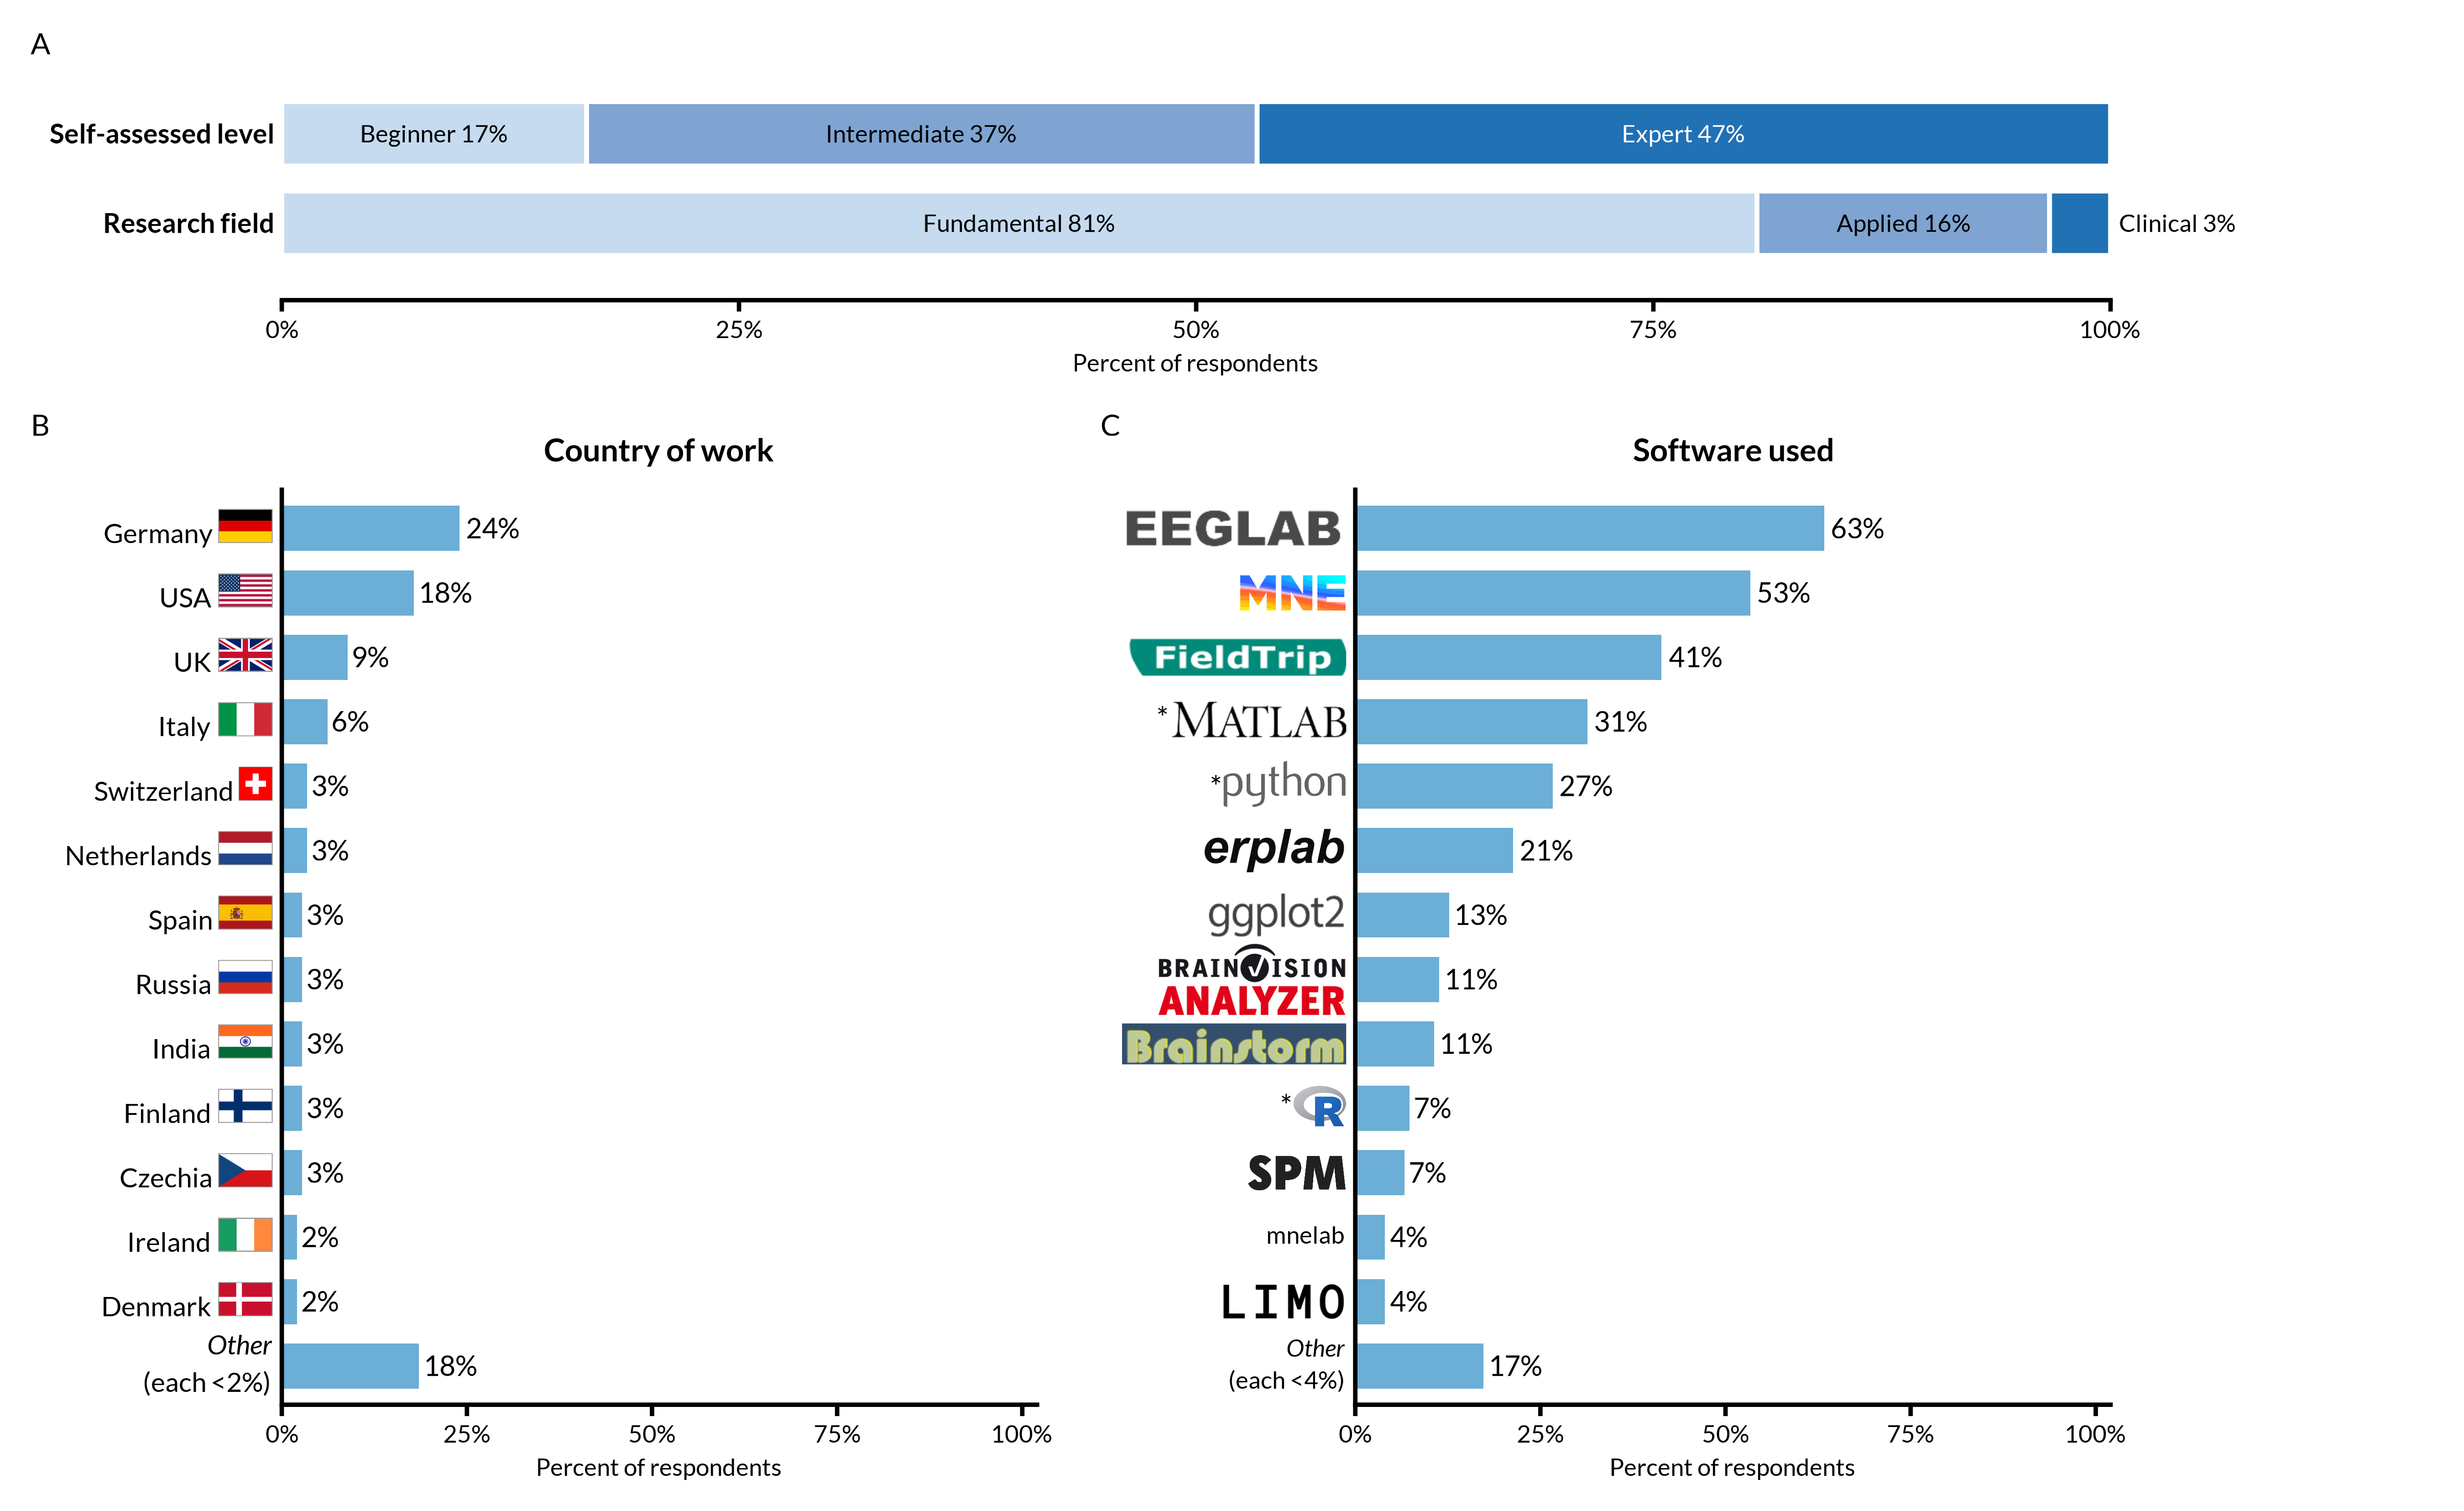 A
Self-assessed level
Beginner 17%
Intermediate 37%
Expert 47%
Research field
Fundamental 81%
Applied 16%
Clinical 3%
0%
25%
50%
75%
100%
Percent of respondents
B
Country of work
Germany 24%
USA 18%
UK 9%
Italy 6%
Switzerland 3%
Netherlands 3%
Spain 3%
Russia 3%
India 3%
Finland 3%
Czechia 3%
Ireland 2%
Denmark 2%
Other
(each <2%)
18%
0%
25%
50%
75%
100%
Percent of respondents
C
Software used
EEGLAB 63%
MNE 53%
FieldTrip 41%
*MATLAB 31%
*python 27%
erplab 21%
ggplot2 13%
BRAINVISION
ANALYZER
11%
Brainstorm 11%
*R 7%
SPM 7%
mnelab 4%
LIMO 4%
Other
(each <4%)
17%
0%
25%
50%
75%
100%
Percent of respondents